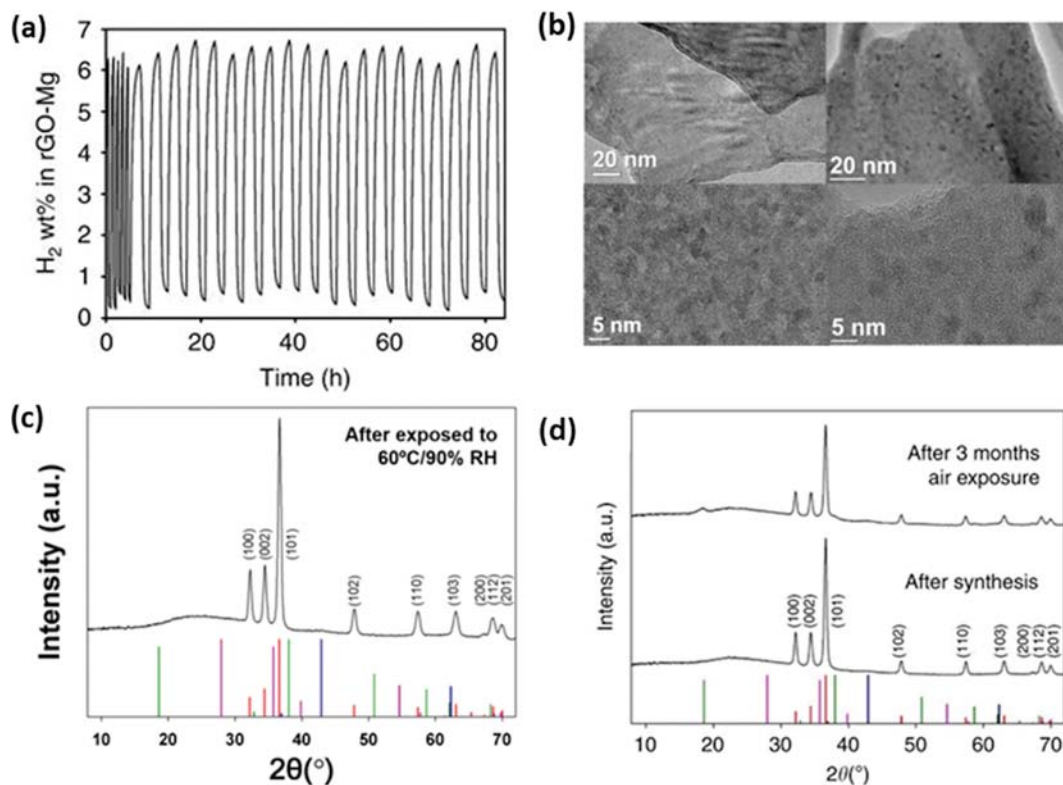 (a)
7
6
5
4
3
2
1
0
H₂ wt% in rGO-Mg
0 20 40 60 80
Time (h)
(b)
20 nm
20 nm
5 nm
5 nm
(c)
After exposed to
60ºC/90% RH
Intensity (a.u.)
(100)
(002)
(101)
(102)
(110)
(103)
(200)
(112)
(201)
10 20 30 40 50 60 70
2θ(°)
(d)
After 3 months
air exposure
After synthesis
Intensity (a.u.)
(100)
(002)
(101)
(102)
(110)
(103)
(200)
(112)
(201)
10 20 30 40 50 60 70
2θ(°)